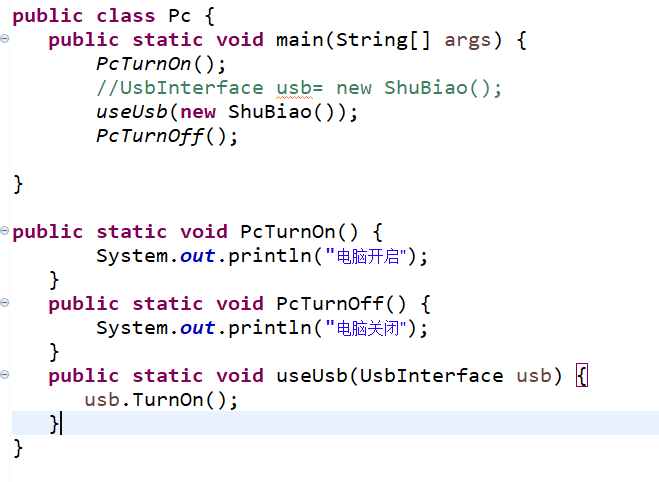 public class Pc {
public static void main(String[] args) {
PcTurnOn();
//UsbInterface usb= new ShuBiao();
useUsb(new ShuBiao());
PcTurnOff();
}
public static void PcTurnOn() {
System.out.println("电脑开启");
}
public static void PcTurnOff() {
System.out.println("电脑关闭");
}
public static void useUsb(UsbInterface usb) {
usb.TurnOn();
}
}